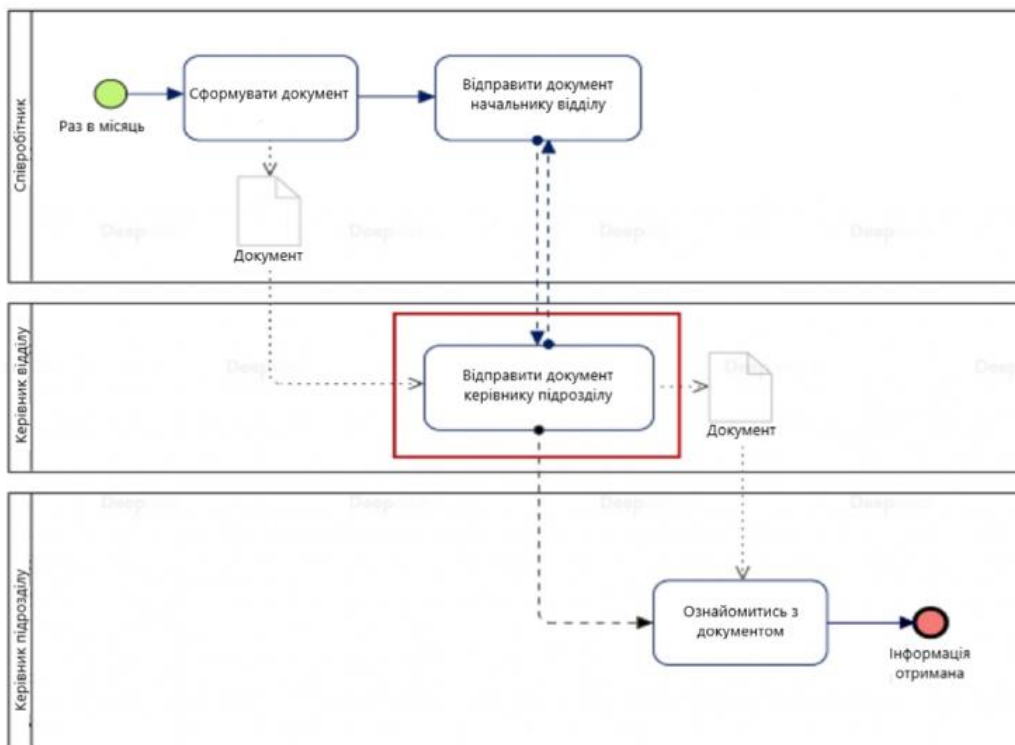 Співробітник
Раз в місяць
Сформувати документ
Відправити документ
начальнику відділу
Документ
Керівник відділу
Відправити документ
керівнику підрозділу
Документ
Керівник підрозділу
Ознайомитись з
документом
Інформація
отримана